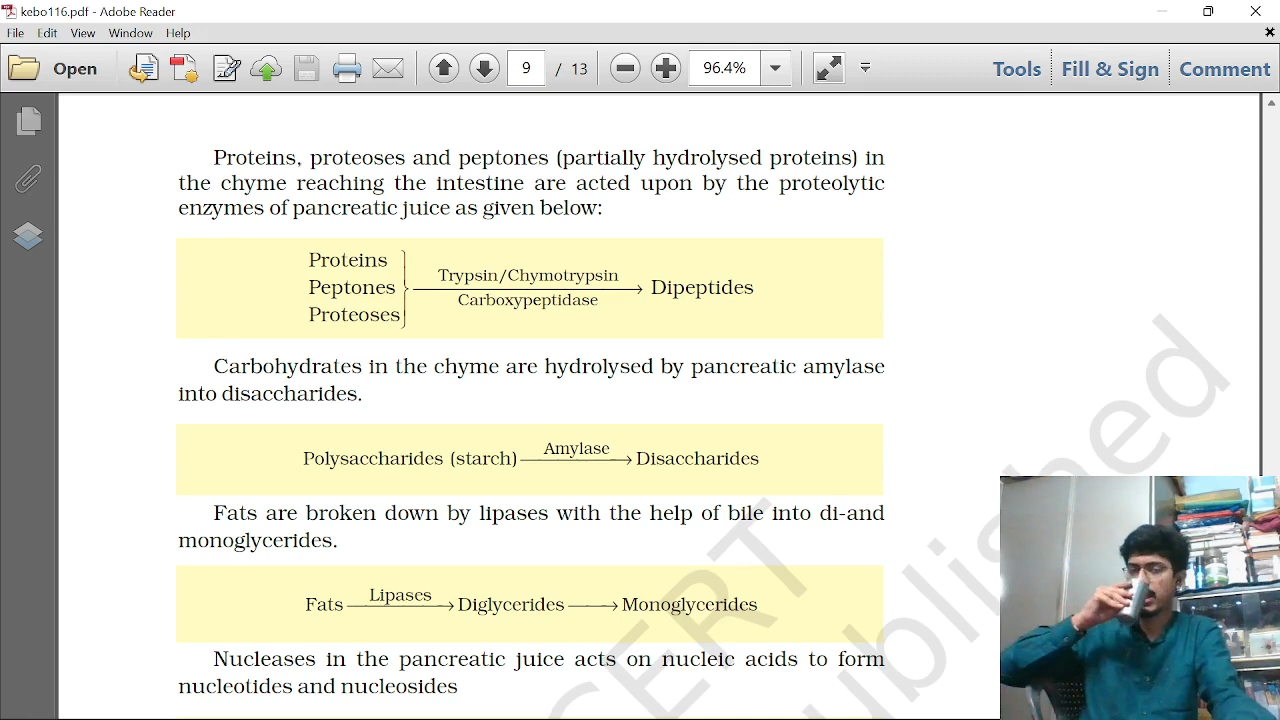 kebo116.pdf - Adobe Reader
File Edit View Window Help
Open 9 / 13 96.4% Tools Fill & Sign Comment
Proteins, proteoses and peptones (partially hydrolysed proteins) in
the chyme reaching the intestine are acted upon by the proteolytic
enzymes of pancreatic juice as given below:
Proteins
Peptones
Proteoses
Trypsin/Chymotrypsin
Carboxypeptidase
Dipeptides
Carbohydrates in the chyme are hydrolysed by pancreatic amylase
into disaccharides.
Polysaccharides (starch) Amylase Disaccharides
Fats are broken down by lipases with the help of bile into di-and
monoglycerides.
Fats Lipases Diglycerides Monoglycerides
Nucleases in the pancreatic juice acts on nucleic acids to form
nucleotides and nucleosides